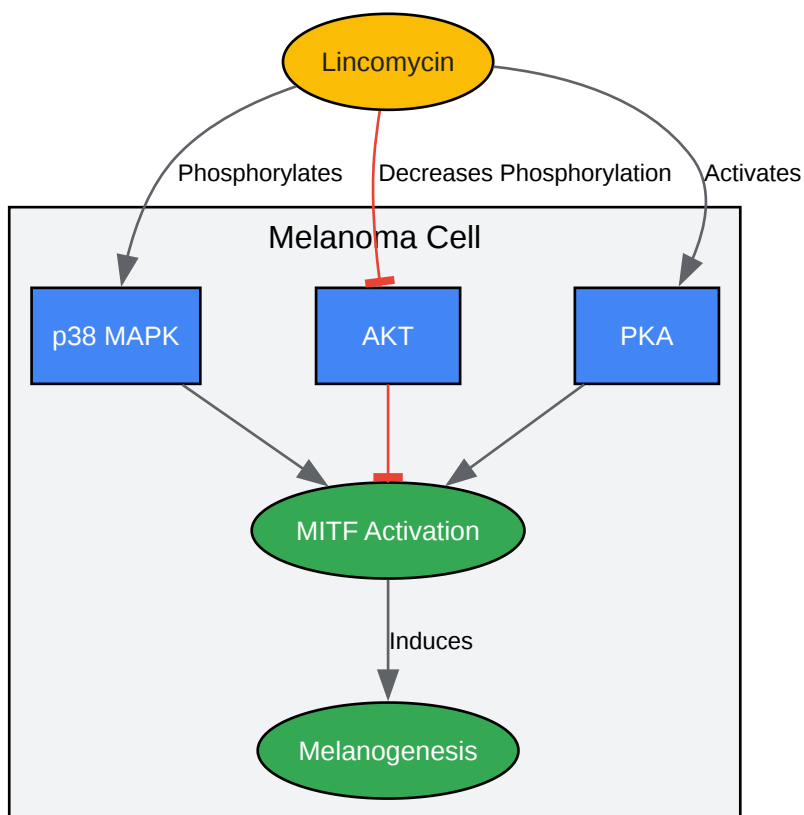 Lincomycin
Phosphorylates
Decreases Phosphorylation
Activates
Melanoma Cell
p38 MAPK
AKT
PKA
MITF Activation
Induces
Melanogenesis